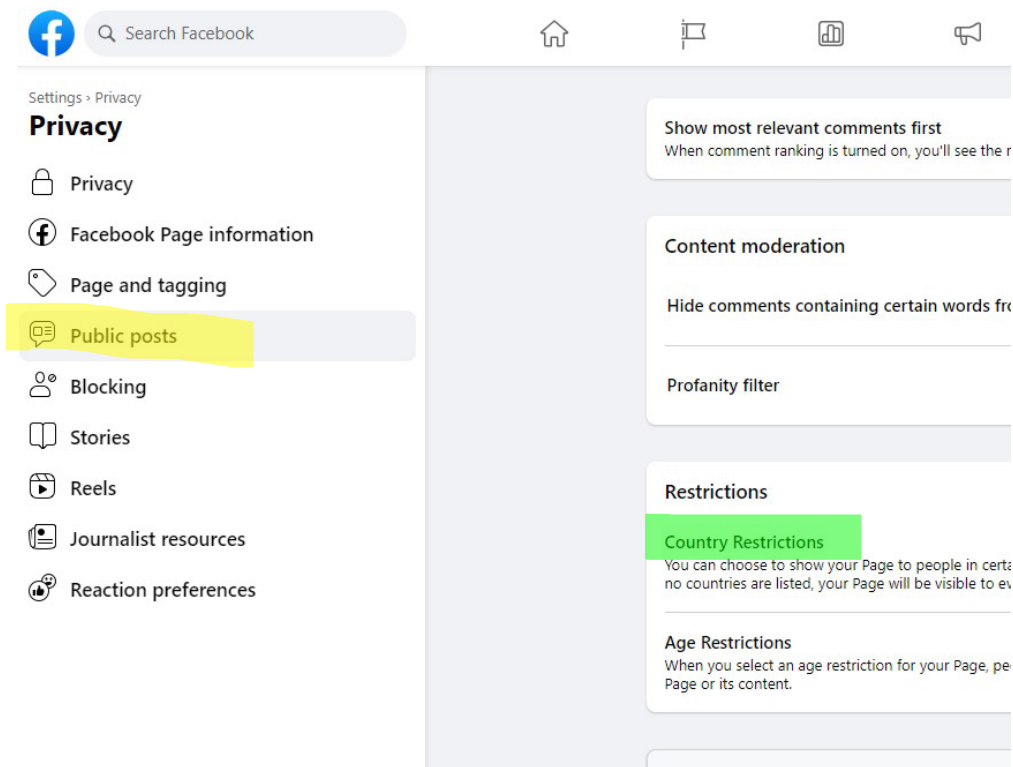 Search Facebook
Settings › Privacy
Privacy
Privacy
Facebook Page information
Page and tagging
Public posts
Blocking
Stories
Reels
Journalist resources
Reaction preferences
Show most relevant comments first
When comment ranking is turned on, you'll see the
Content moderation
Hide comments containing certain words
Profanity filter
Restrictions
Country Restrictions
You can choose to show your Page to people in
no countries are listed, your Page will be visible to
Age Restrictions
When you select an age restriction for your Page,
Page or its content.